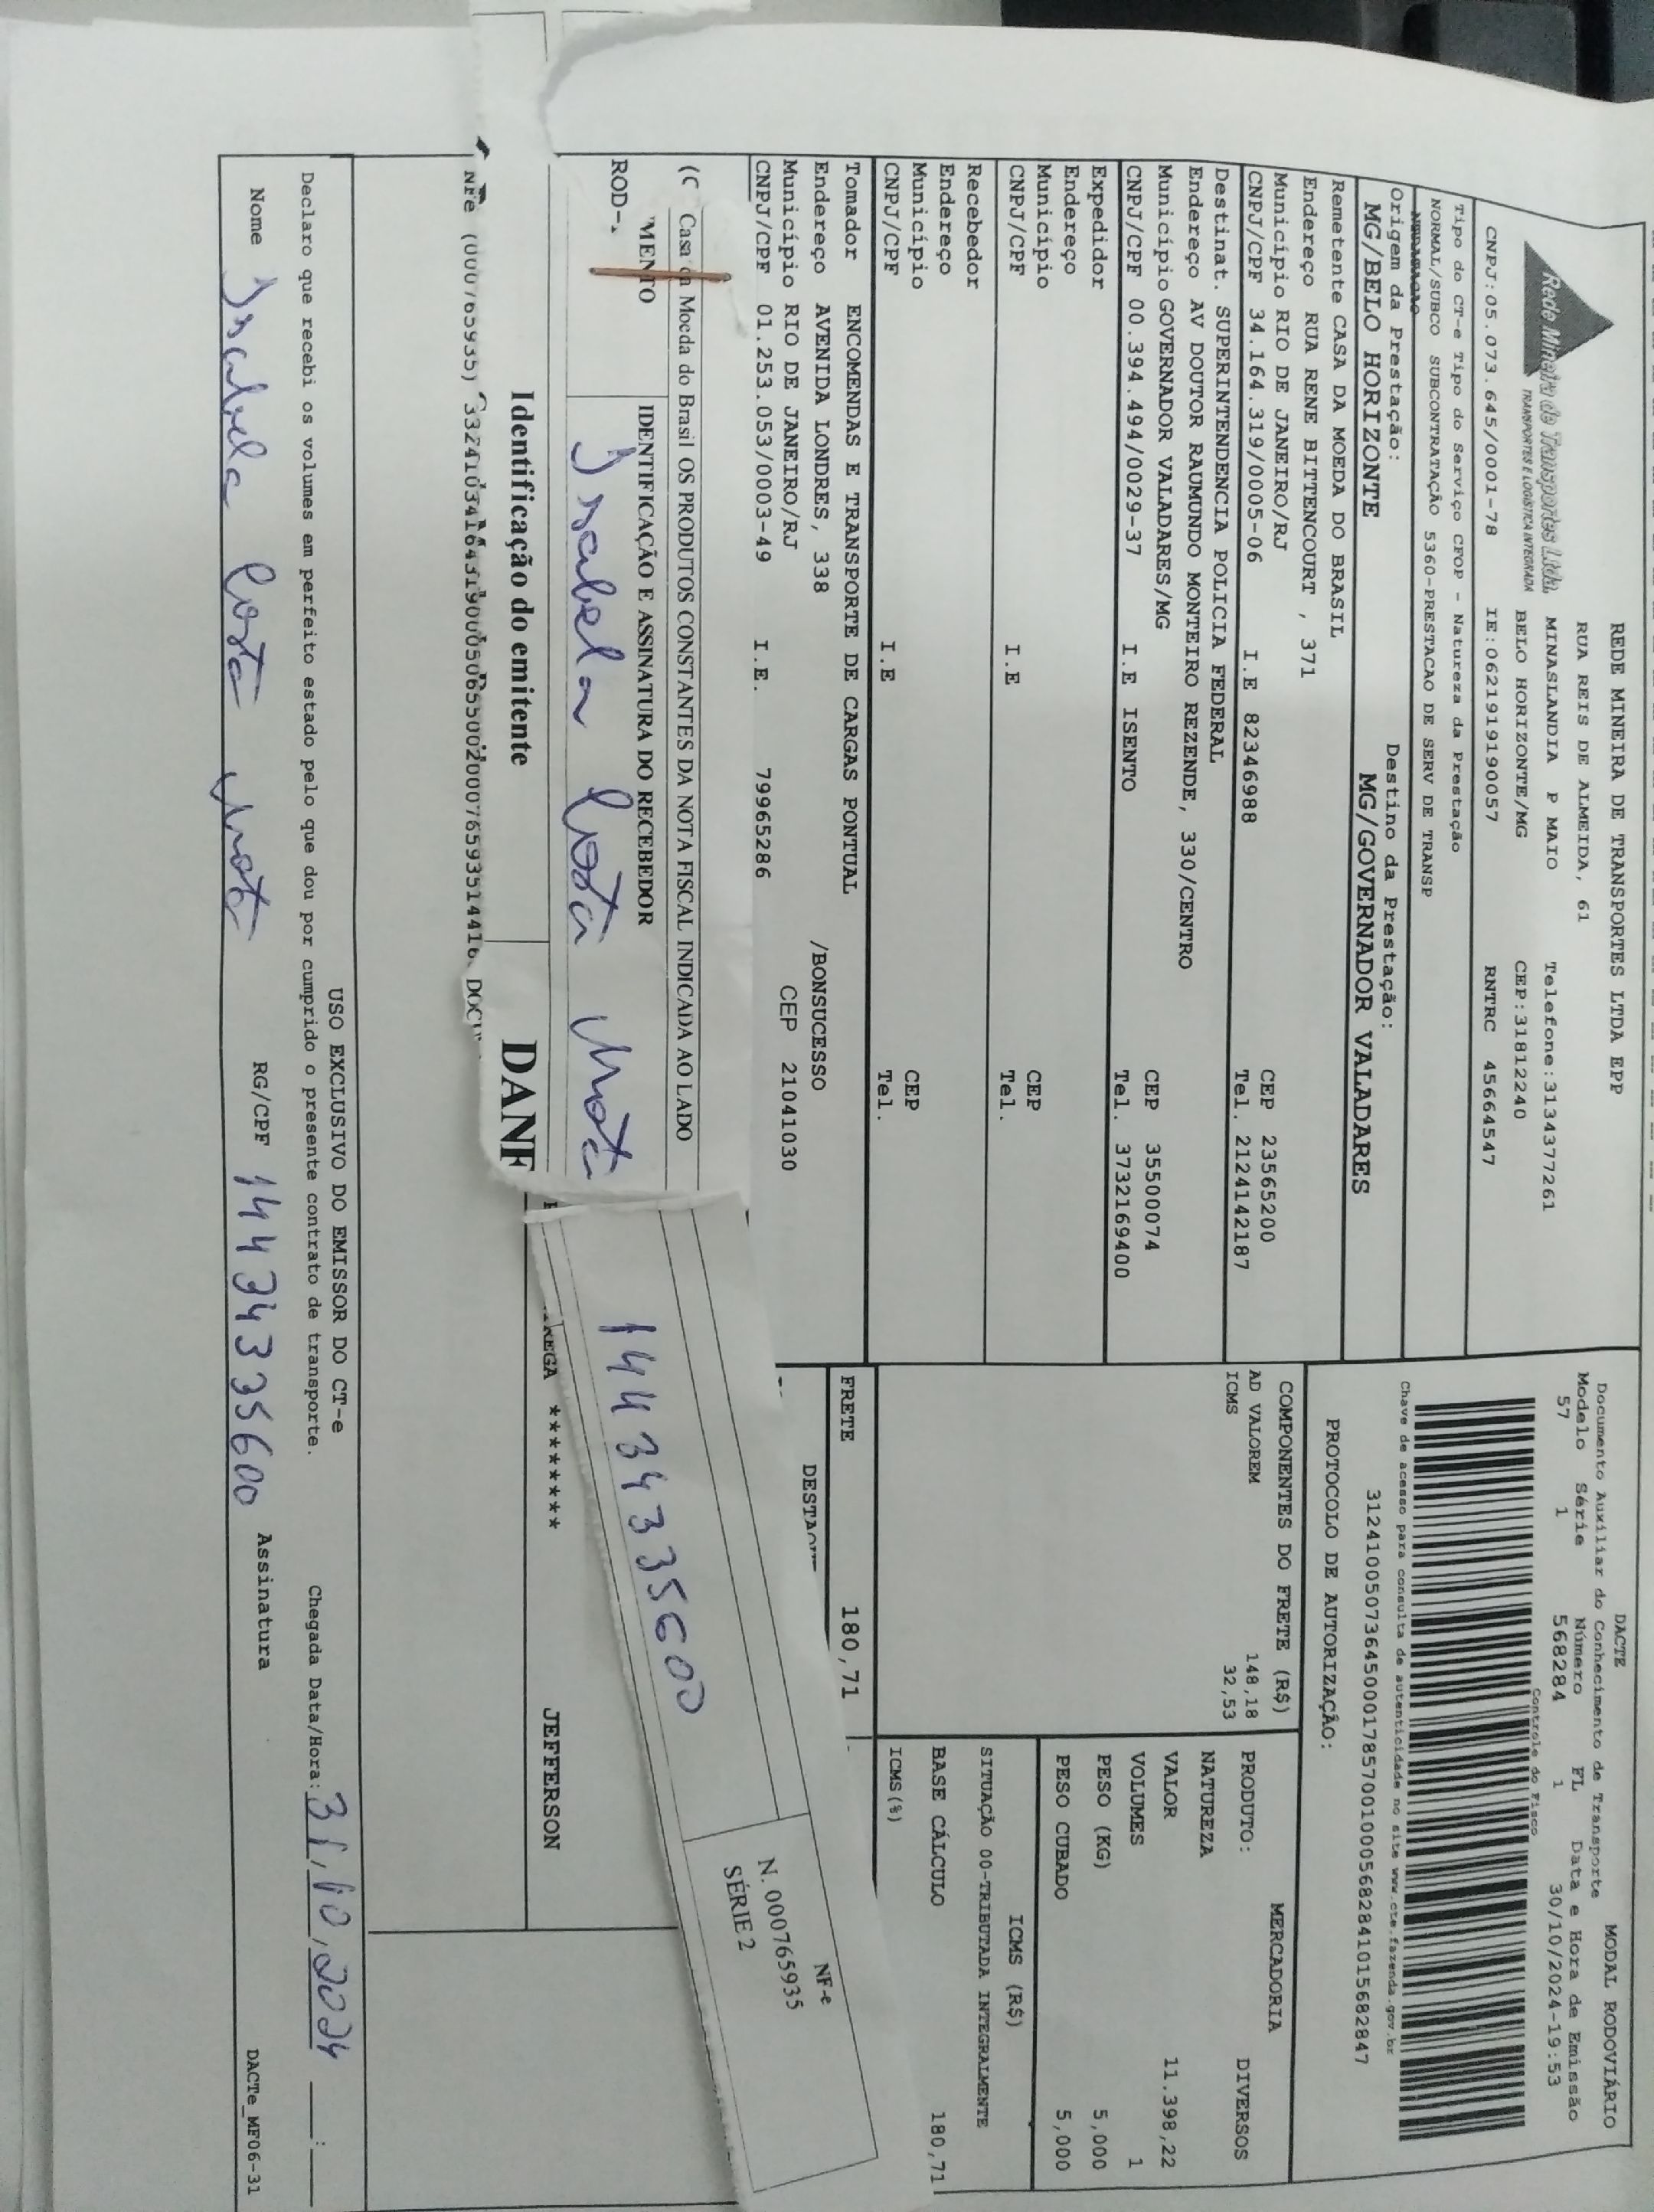 REDE MINEIRA DE TRANSPORTES LTDA EPP
RUA REIS DE ALMEIDA, 61
MINASLANDIA P MAIO Telefone:3134377261
BELO HORIZONTE/MG CEP:31812240
Rede Mineira de Transportes Ltda.
TRANSPORTES E LOGÍSTICA INTEGRADA
CNPJ:05.073.645/0001-78 IE:0621919190057 RNTRC 45664547
Tipo do CT-e Tipo do Serviço CFOP - Natureza da Prestação
NORMAL/SUBCO SUBCONTRATAÇÃO 5360-PRESTACAO DE SERV DE TRANSP
Origem da Prestação: Destino da Prestação:
MG/BELO HORIZONTE MG/GOVERNADOR VALADARES
Remetente CASA DA MOEDA DO BRASIL
Endereço RUA RENE BITTENCOURT , 371
Município RIO DE JANEIRO/RJ CEP 23565200
CNPJ/CPF 34.164.319/0005-06 I.E 82346988 Tel. 2124142187
Destinat. SUPERINTENDENCIA POLICIA FEDERAL
Endereço AV DOUTOR RAUMUNDO MONTEIRO REZENDE, 330/CENTRO
Município GOVERNADOR VALADARES/MG CEP 35500074
CNPJ/CPF 00.394.494/0029-37 I.E ISENTO Tel. 3732169400
Expedidor
Endereço
Município CEP
CNPJ/CPF I.E Tel.
Recebedor
Endereço
Município CEP
CNPJ/CPF I.E Tel.
Tomador ENCOMENDAS E TRANSPORTE DE CARGAS PONTUAL
Endereço AVENIDA LONDRES, 338 /BONSUCESSO
Município RIO DE JANEIRO/RJ CEP 21041030
CNPJ/CPF 01.253.053/0003-49 I.E. 79965286
DACTE MODAL RODOVIÁRIO
Documento Auxiliar do Conhecimento de Transporte
Modelo Série Número FL Data e Hora de Emissão
57 1 568284 1 30/10/2024-19:53
Controle do Fisco
Chave de acesso para consulta de autenticidade no site www.cte.fazenda.gov.br
31241005073645000178570010005682841015682847
PROTOCOLO DE AUTORIZAÇÃO:
COMPONENTES DO FRETE (R$)
AD VALOREM 148,18
ICMS 32,53
FRETE 180,71
MERCADORIA
PRODUTO: DIVERSOS
NATUREZA
VALOR 11.398,22
VOLUMES 1
PESO (KG) 5,000
PESO CUBADO 5,000
ICMS (R$)
SITUAÇÃO 00-TRIBUTADA INTEGRALMENTE
BASE CÁLCULO 180,71
ICMS(%)
Casa da Moeda do Brasil OS PRODUTOS CONSTANTES DA NOTA FISCAL INDICADA AO LADO
IDENTIFICAÇÃO E ASSINATURA DO RECEBEDOR
Isabela Costa Mota 14434335600
NF-e
N. 000765935
SÉRIE 2
Identificação do emitente DANF
******** JEFFERSON
USO EXCLUSIVO DO EMISSOR DO CT-e
Declaro que recebi os volumes em perfeito estado pelo que dou por cumprido o presente contrato de transporte. Chegada Data/Hora: 31/10/2024 __:__
Nome Isabela Costa Mota RG/CPF 14434335600 Assinatura
DACTe_MF06-31